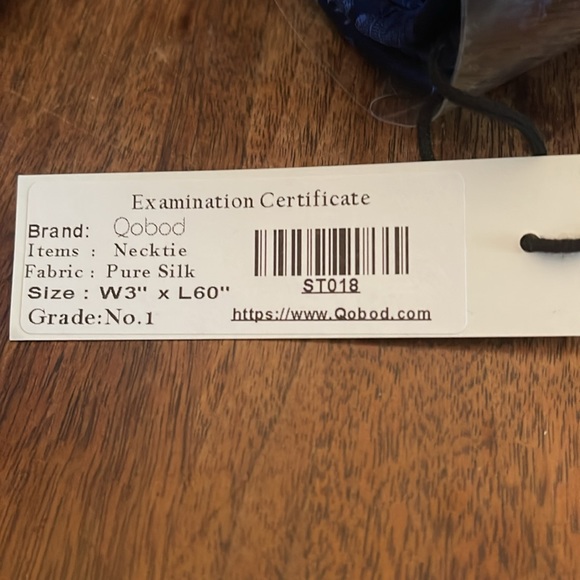 Examination Certificate
Brand: Qobod
Items : Necktie
Fabric : Pure Silk
Size : W3" x L60"
Grade:No.1
ST018
https://www.Qobod.com